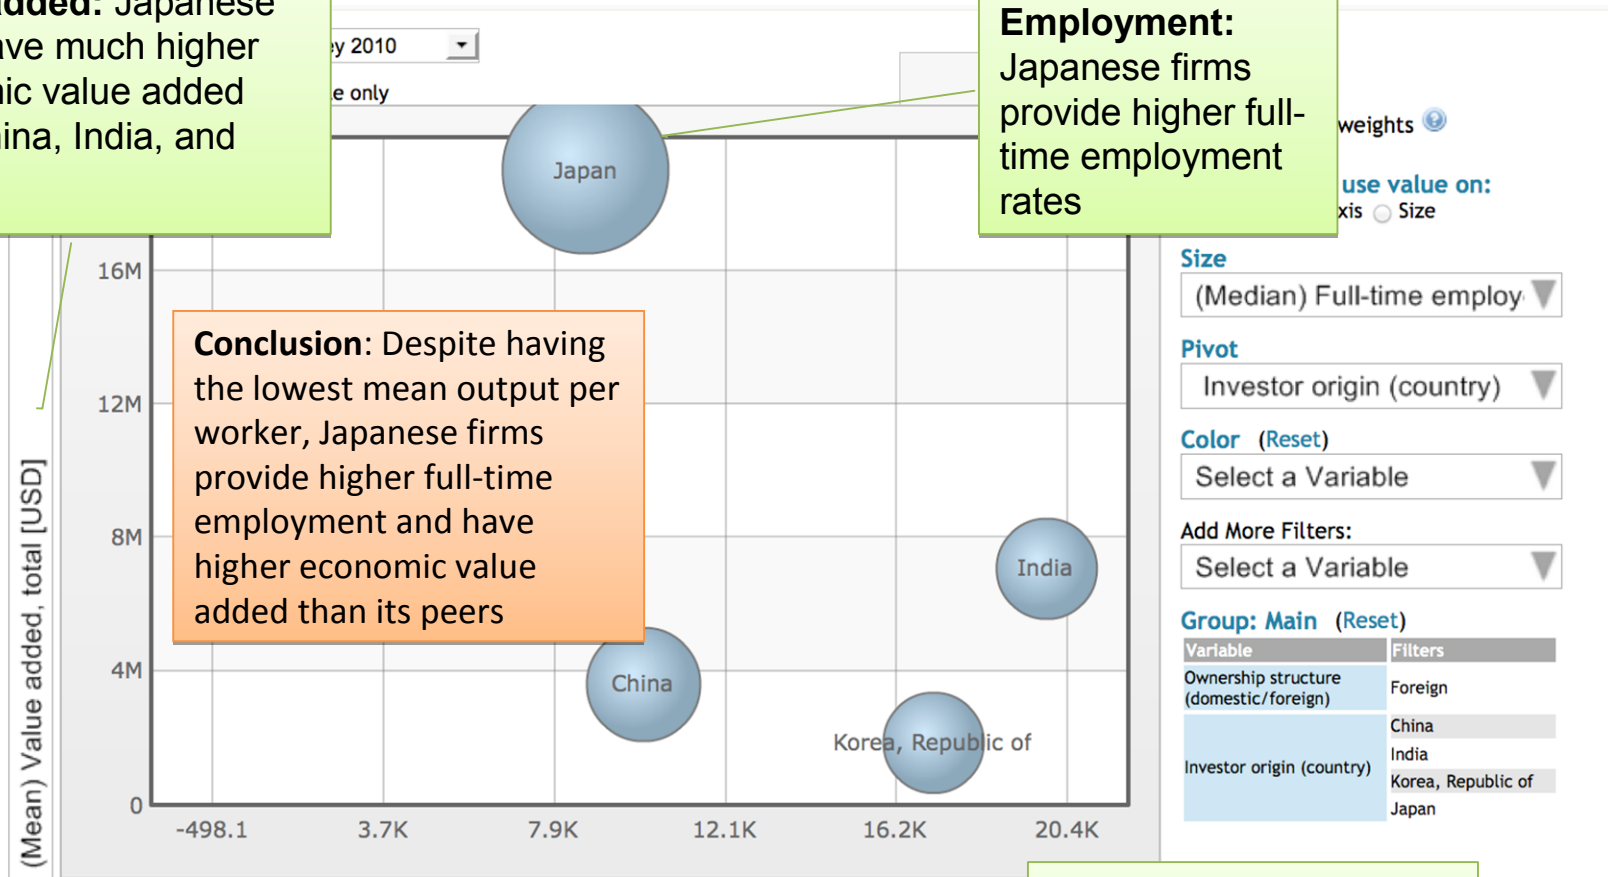 added: Japanese
have much higher
value added
India, and
2010
only
Employment:
Japanese firms
provide higher full-
time employment
rates
weights
use value on:
Size
Size
(Median) Full-time employ
Pivot
Investor origin (country)
Color (Reset)
Select a Variable
Add More Filters:
Select a Variable
Group: Main (Reset)
Variable Filters
Ownership structure
(domestic/foreign)
Foreign
Investor origin (country)
China
India
Korea, Republic of
Japan
Conclusion: Despite having
the lowest mean output per
worker, Japanese firms
provide higher full-time
employment and have
higher economic value
added than its peers
Japan
India
China
Korea, Republic of
(Mean) Value added, total [USD]
16M
12M
8M
4M
0
-498.1 3.7K 7.9K 12.1K 16.2K 20.4K